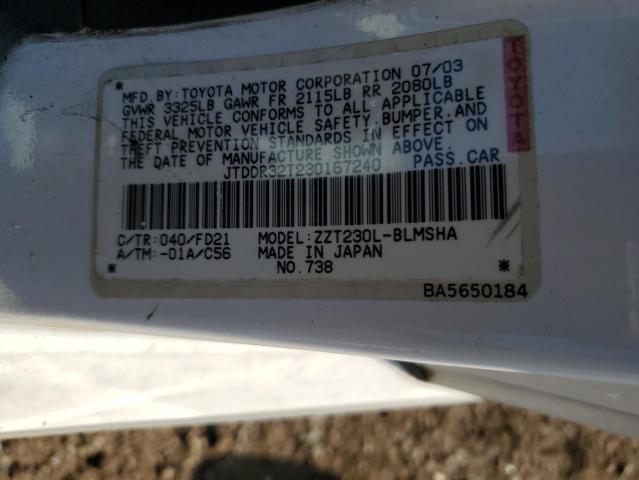 MFD. BY: TOYOTA MOTOR CORPORATION 07/03
GVWR 3325LB GAWR FR 2115LB RR 2080LB
THIS VEHICLE CONFORMS TO ALL APPLICABLE
FEDERAL MOTOR VEHICLE SAFETY, BUMPER, AND
THEFT PREVENTION STANDARDS IN EFFECT ON
THE DATE OF MANUFACTURE SHOWN ABOVE.
JTDDR32T230167240 PASS. CAR
TOYOTA
C/TR: 040/FD21 MODEL: ZZT230L-BLMSHA
A/TM: -01A/C56 MADE IN JAPAN
NO. 738
BA5650184